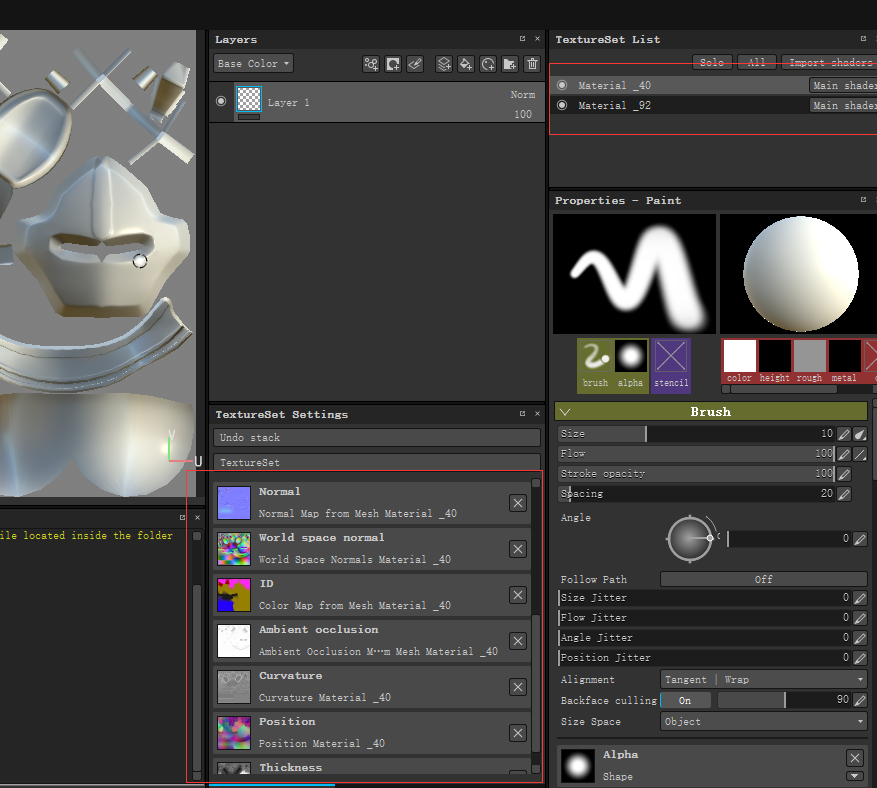 Layers
Base Color
Layer 1
Norm
100
TextureSet List
Solo
All
Import shaders
Material _40
Main shader
Material _92
Main shader
Properties - Paint
brush
alpha
stencil
color
height
rough
metal
Brush
Size
10
Flow
100
Stroke opacity
100
Spacing
20
Angle
0
Follow Path
Off
Size Jitter
0
Flow Jitter
0
Angle Jitter
0
Position Jitter
0
Alignment
Tangent | Wrap
Backface culling
On
90
Size Space
Object
Alpha
Shape
TextureSet Settings
Undo stack
TextureSet
Normal
Normal Map from Mesh Material _40
World space normal
World Space Normals Material _40
ID
Color Map from Mesh Material _40
Ambient occlusion
Ambient Occlusion M⋯m Mesh Material _40
Curvature
Curvature Material _40
Position
Position Material _40
Thickness
V
U
ile located inside the folder